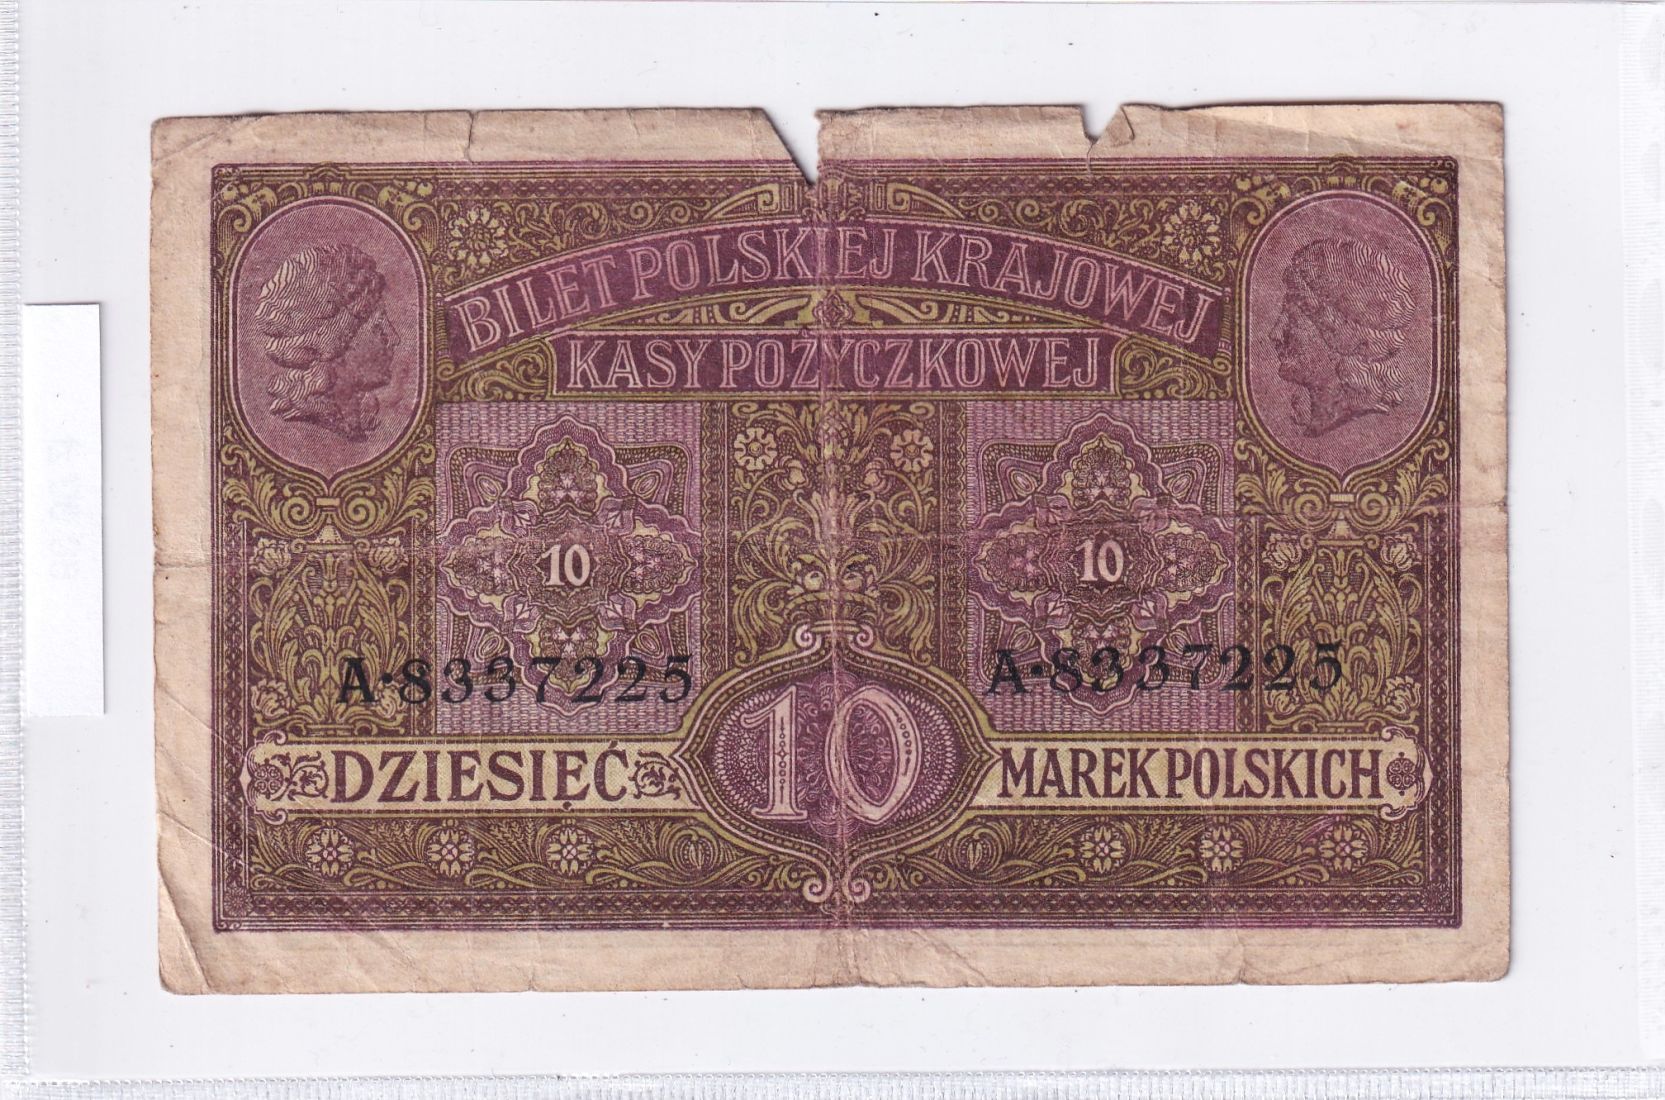 BILET POLSKIEJ KRAJOWEJ
KASY POŻYCZKOWEJ
10 10
A·8337225 A·8337225
DZIESIĘĆ 10 MAREK POLSKICH